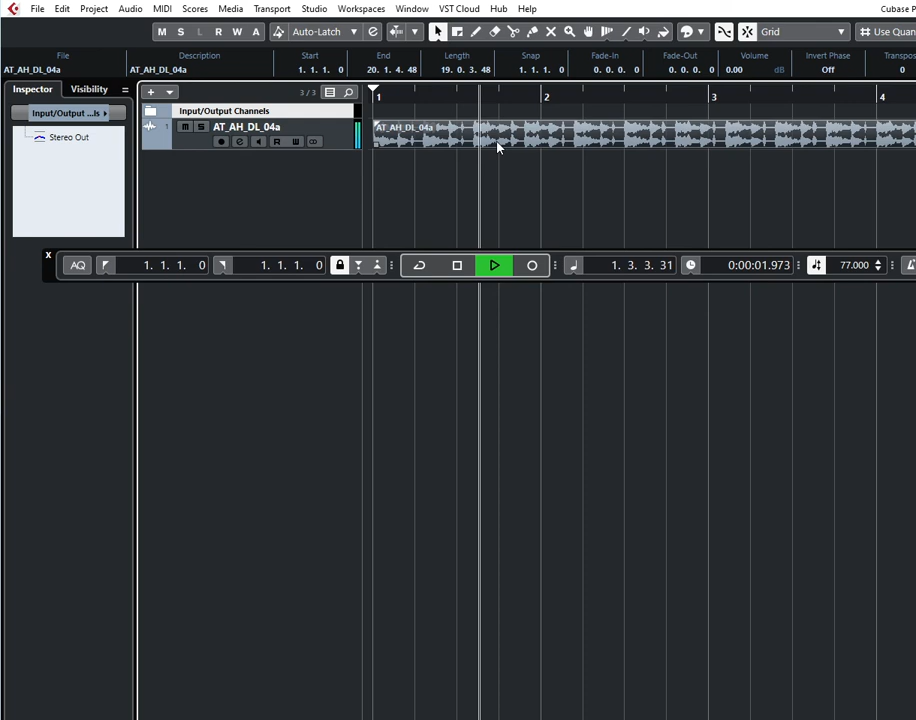 File Edit Project Audio MIDI Scores Media Transport Studio Workspaces Window VST Cloud Hub Help Cubase P
M S L R W A Auto-Latch Grid Use Quan
File Description Start End Length Snap Fade-In Fade-Out Volume Invert Phase Transpos
AT_AH_DL_04a AT_AH_DL_04a 1. 1. 1. 0 20. 1. 4. 48 19. 0. 3. 48 1. 1. 1. 0 0. 0. 0. 0 0. 0. 0. 0 0.00 dB Off 0
Inspector Visibility 3 / 3 1 2 3 4
Input/Output ...ls Input/Output Channels
Stereo Out 1 M S AT_AH_DL_04a AT_AH_DL_04a
R W
X
AQ 1. 1. 1. 0 1. 1. 1. 0 1. 3. 3. 31 0:00:01.973 77.000